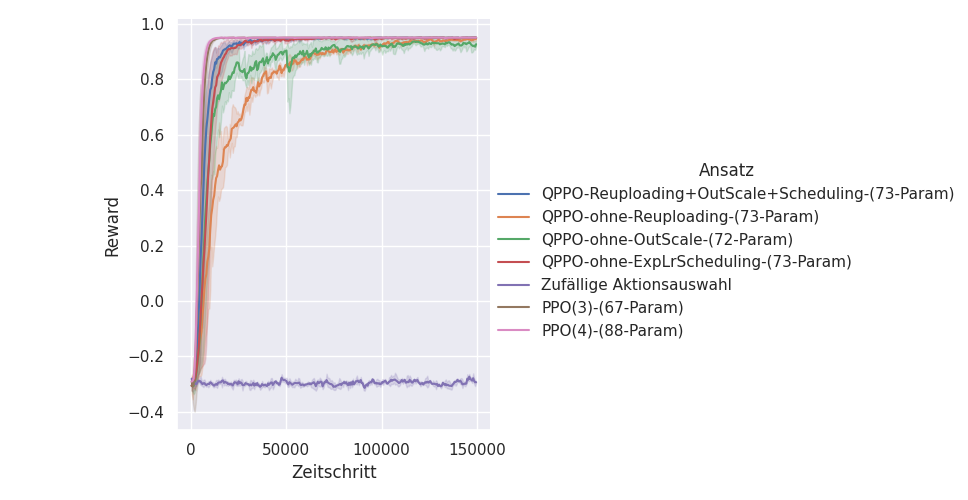 1.0
0.8
0.6
0.4
0.2
0.0
−0.2
−0.4
Reward
0
50000
100000
150000
Zeitschritt
Ansatz
QPPO-Reuploading+OutScale+Scheduling-(73-Param)
QPPO-ohne-Reuploading-(73-Param)
QPPO-ohne-OutScale-(72-Param)
QPPO-ohne-ExpLrScheduling-(73-Param)
Zufällige Aktionsauswahl
PPO(3)-(67-Param)
PPO(4)-(88-Param)